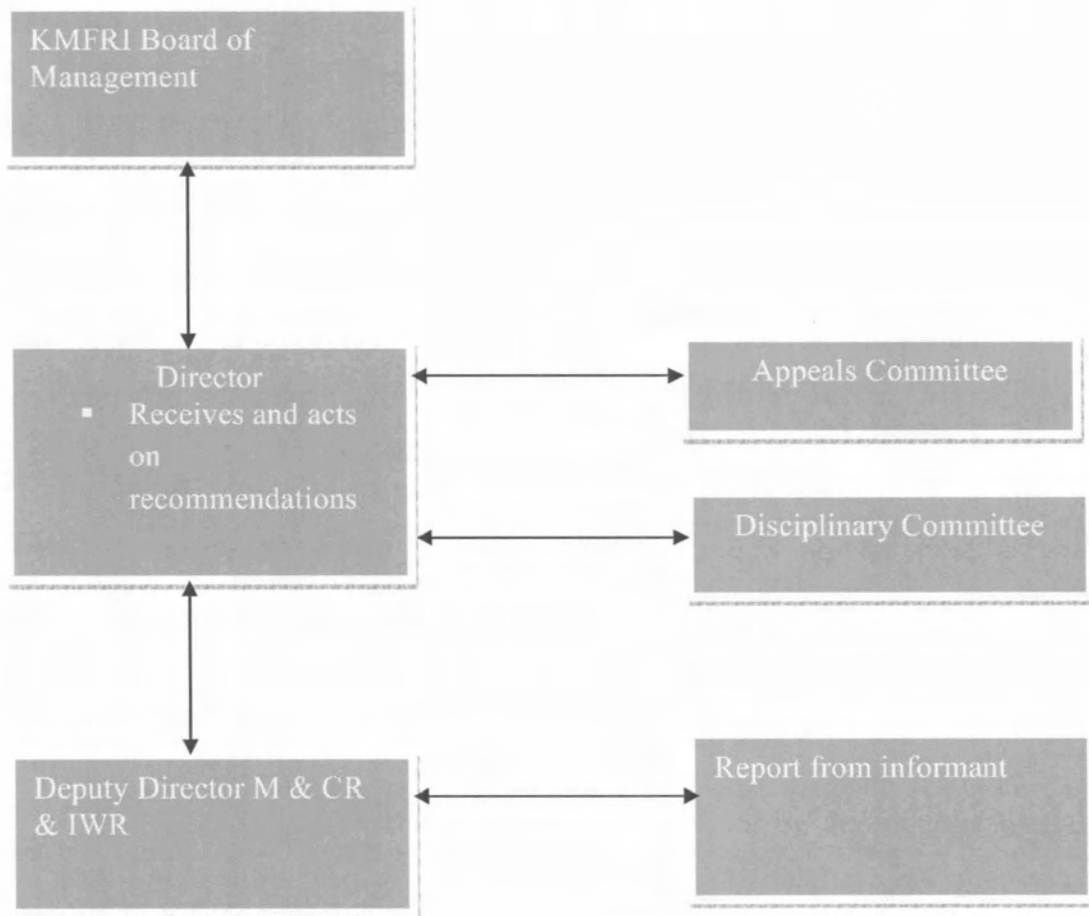 KMFRI Board of
Management
Director
▪ Receives and acts
on
recommendations
Appeals Committee
Disciplinary Committee
Deputy Director M & CR
& IWR
Report from informant